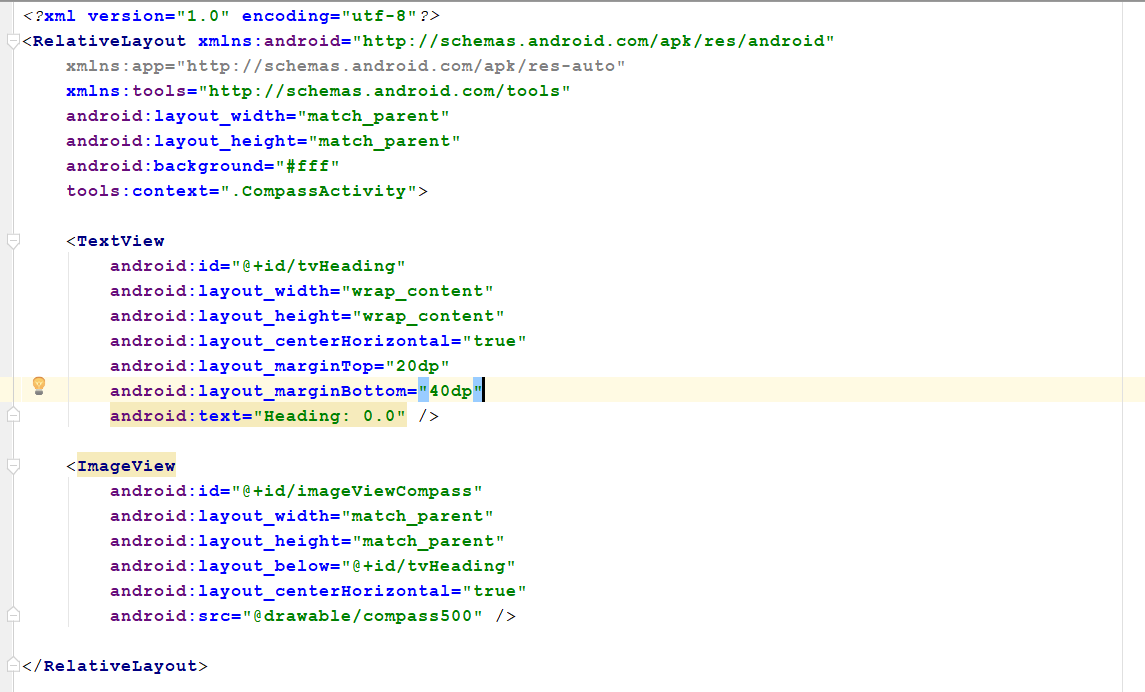 <?xml version="1.0" encoding="utf-8"?>
<RelativeLayout xmlns:android="http://schemas.android.com/apk/res/android"
    xmlns:app="http://schemas.android.com/apk/res-auto"
    xmlns:tools="http://schemas.android.com/tools"
    android:layout_width="match_parent"
    android:layout_height="match_parent"
    android:background="#fff"
    tools:context=".CompassActivity">

    <TextView
        android:id="@+id/tvHeading"
        android:layout_width="wrap_content"
        android:layout_height="wrap_content"
        android:layout_centerHorizontal="true"
        android:layout_marginTop="20dp"
        android:layout_marginBottom="40dp"
        android:text="Heading: 0.0" />

    <ImageView
        android:id="@+id/imageViewCompass"
        android:layout_width="match_parent"
        android:layout_height="match_parent"
        android:layout_below="@+id/tvHeading"
        android:layout_centerHorizontal="true"
        android:src="@drawable/compass500" />

</RelativeLayout>